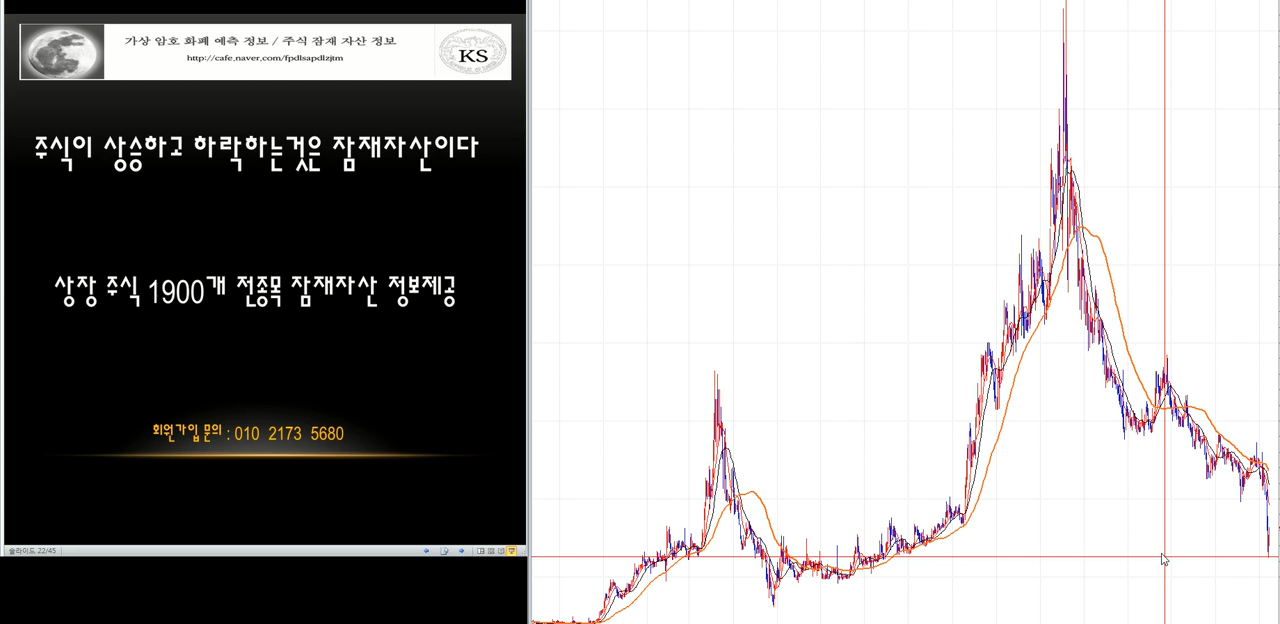 가상 암호 화폐 예측 정보 / 주식 잠재 자산 정보
http://cafe.naver.com/fpdlsapdlzjtm
KS
주식이 상승하고 하락하는것은 잠재자산이다
상장 주식 1900개 전종목 잠재자산 정보제공
회원가입 문의 : 010 2173 5680
슬라이드 22/45